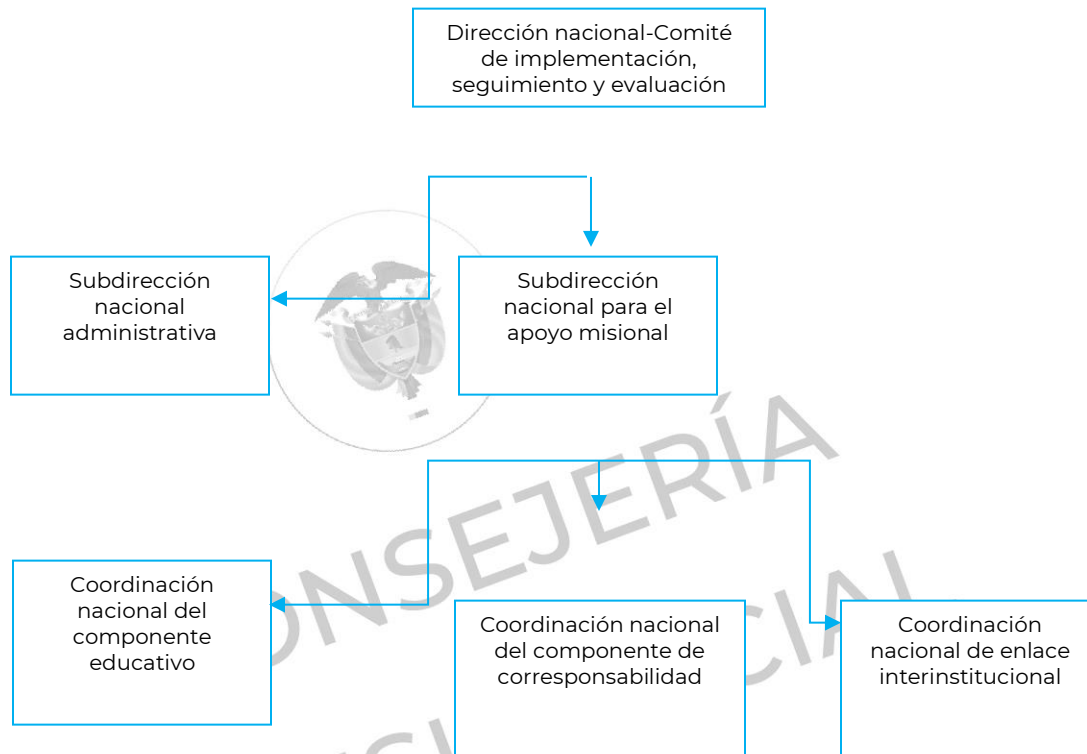 Dirección nacional-Comité
de implementación,
seguimiento y evaluación
Subdirección
nacional
administrativa
Subdirección
nacional para el
apoyo misional
Coordinación
nacional del
componente
educativo
Coordinación nacional
del componente de
corresponsabilidad
Coordinación
nacional de enlace
interinstitucional
CONSEJERÍA